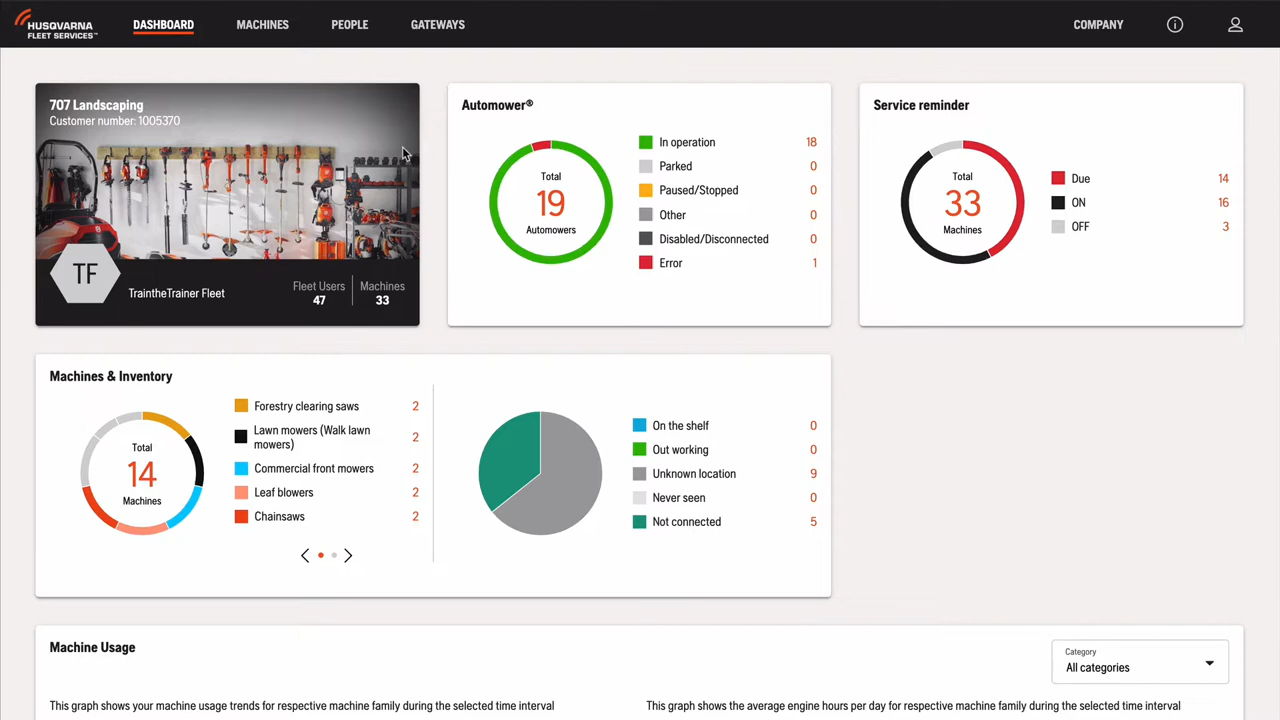 HUSQVARNA
FLEET SERVICES™
DASHBOARD
MACHINES
PEOPLE
GATEWAYS
COMPANY
707 Landscaping
Customer number: 1005370
TF
TraintheTrainer Fleet
Fleet Users
47
Machines
33
Automower®
Total
19
Automowers
In operation 18
Parked 0
Paused/Stopped 0
Other 0
Disabled/Disconnected 0
Error 1
Service reminder
Total
33
Machines
Due 14
ON 16
OFF 3
Machines & Inventory
Total
14
Machines
Forestry clearing saws 2
Lawn mowers (Walk lawn
mowers) 2
Commercial front mowers 2
Leaf blowers 2
Chainsaws 2
On the shelf 0
Out working 0
Unknown location 9
Never seen 0
Not connected 5
Machine Usage
Category
All categories
This graph shows your machine usage trends for respective machine family during the selected time interval
This graph shows the average engine hours per day for respective machine family during the selected time interval